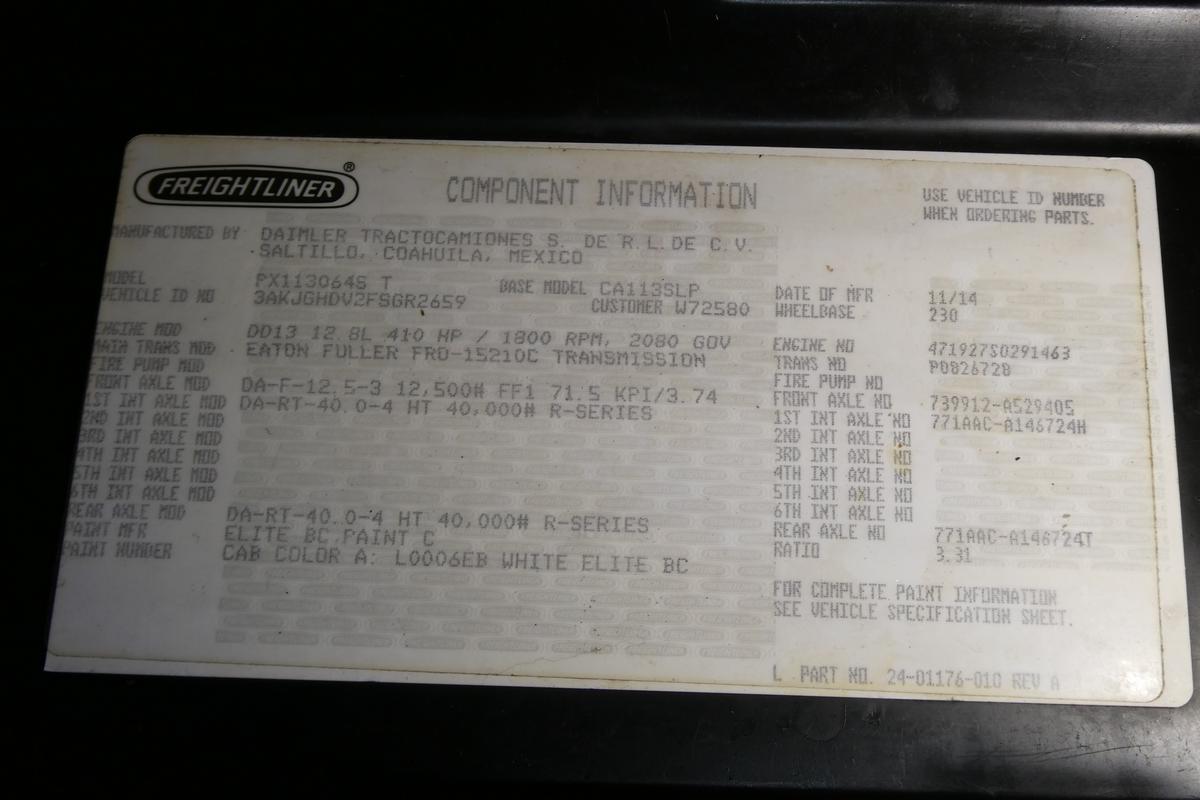 FREIGHTLINER ®
COMPONENT INFORMATION
USE VEHICLE ID NUMBER
WHEN ORDERING PARTS.
MANUFACTURED BY DAIMLER TRACTOCAMIONES S. DE R.L.DE C.V.
SALTILLO, COAHUILA, MEXICO
MODEL PX113064S T BASE MODEL CA113SLP
VEHICLE ID NO 3AKJGHDV2FSGR2659 CUSTOMER W72580
DATE OF MFR 11/14
WHEELBASE 230
ENGINE MOD DD13 12.8L 410 HP / 1800 RPM, 2080 GOV
MAIN TRANS MOD EATON FULLER FRO-15210C TRANSMISSION
FIRE PUMP MOD
FRONT AXLE MOD DA-F-12.5-3 12,500# FF1 71.5 KPI/3.74
1ST INT AXLE MOD DA-RT-40.0-4 HT 40,000# R-SERIES
2ND INT AXLE MOD
3RD INT AXLE MOD
4TH INT AXLE MOD
5TH INT AXLE MOD
6TH INT AXLE MOD
REAR AXLE MOD DA-RT-40.0-4 HT 40,000# R-SERIES
PAINT MFR ELITE BC PAINT C
PAINT NUMBER CAB COLOR A: L0006EB WHITE ELITE BC
ENGINE NO 471927S0291463
TRANS NO P0826728
FIRE PUMP NO
FRONT AXLE NO 739912-A529405
1ST INT AXLE NO 771AAC-A146724H
2ND INT AXLE NO
3RD INT AXLE NO
4TH INT AXLE NO
5TH INT AXLE NO
6TH INT AXLE NO
REAR AXLE NO 771AAC-A146724T
RATIO 3.31
FOR COMPLETE PAINT INFORMATION
SEE VEHICLE SPECIFICATION SHEET.
L PART NO. 24-01176-010 REV A